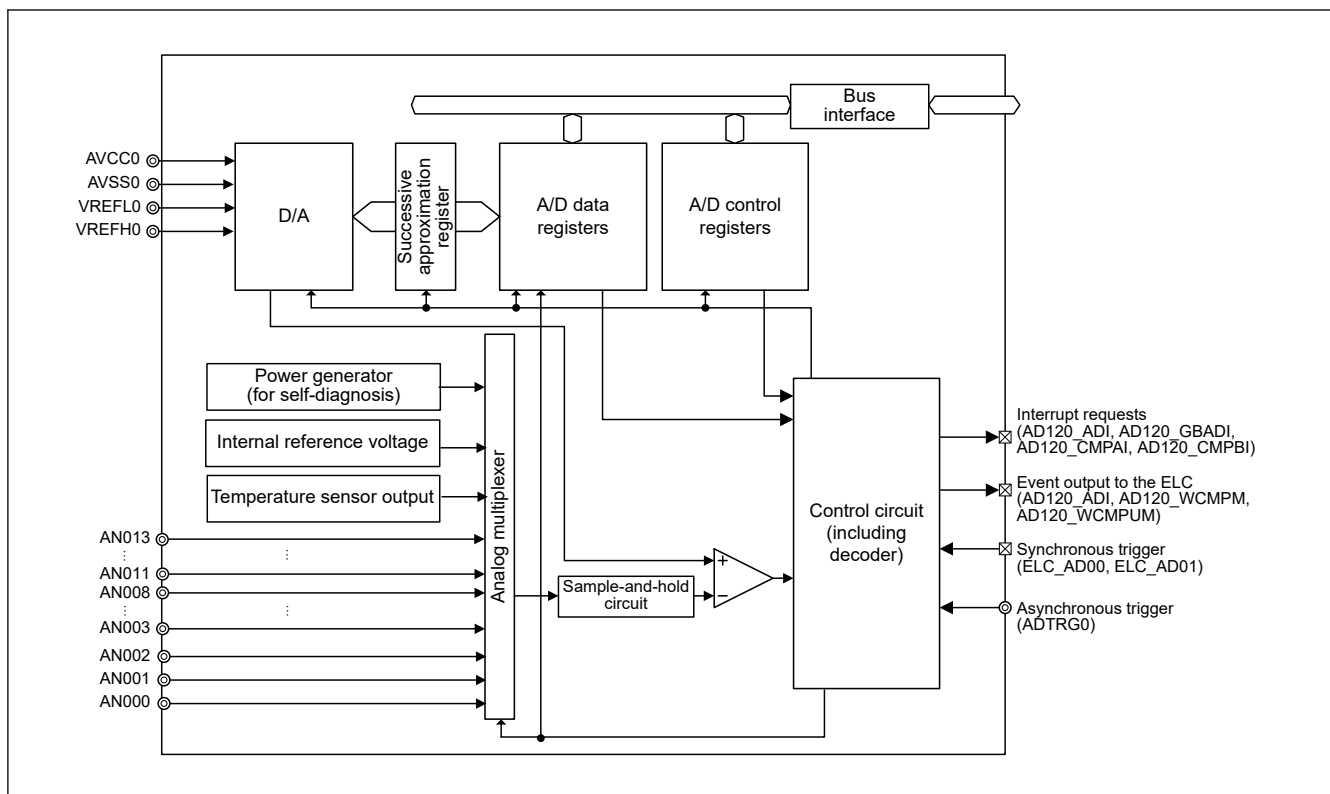 Bus
interface
AVCC0
AVSS0
VREFL0
VREFH0
D/A
Successive
approximation
register
A/D data
registers
A/D control
registers
Power generator
(for self-diagnosis)
Internal reference voltage
Temperature sensor output
Analog multiplexer
AN013
...
AN011
AN008
...
AN003
AN002
AN001
AN000
...
...
Sample-and-hold
circuit
+
−
Control circuit
(including
decoder)
Interrupt requests
(AD120_ADI, AD120_GBADI,
AD120_CMPAI, AD120_CMPBI)
Event output to the ELC
(AD120_ADI, AD120_WCMPM,
AD120_WCMPUM)
Synchronous trigger
(ELC_AD00, ELC_AD01)
Asynchronous trigger
(ADTRG0)